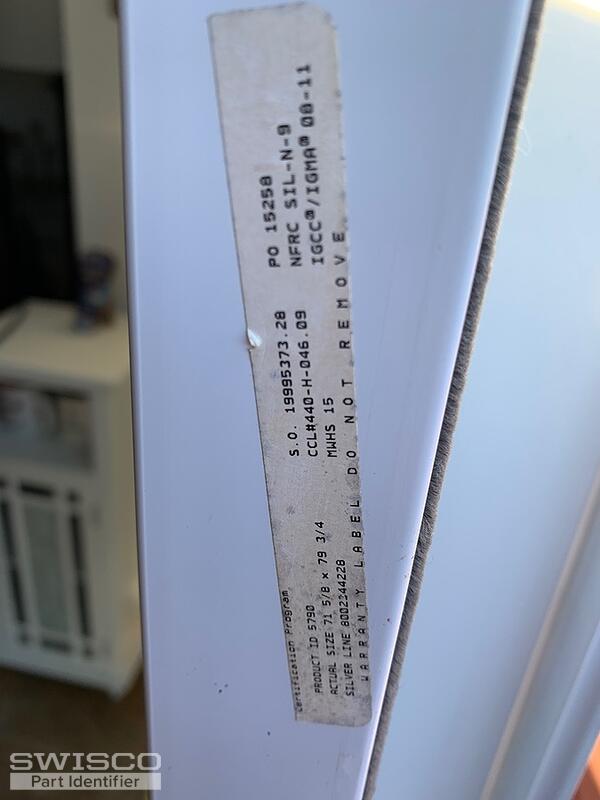 Certification Program
PRODUCT ID 5790
ACTUAL SIZE 71 5/8 x 79 3/4
SILVER LINE 8002344228
S.O. 19995373.28
CCL#440-H-046.09
MWHS 15
PO 15258
NFRC SIL-N-9
IGCC®/IGMA® 08-11
WARRANTY LABEL DO NOT REMOVE
SWISCO
Part Identifier